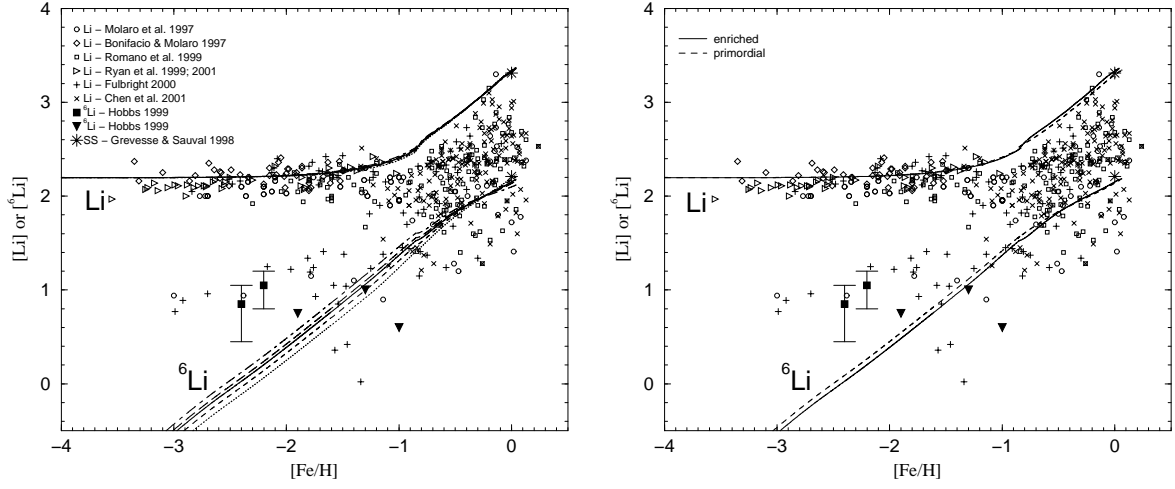 4
3
2
1
0
[Li] or [⁶Li]
Li – Molaro et al. 1997
Li – Bonifacio & Molaro 1997
Li – Romano et al. 1999
Li – Ryan et al. 1999; 2001
Li – Fulbright 2000
Li – Chen et al. 2001
⁶Li – Hobbs 1999
⁶Li – Hobbs 1999
SS – Grevesse & Sauval 1998
Li
⁶Li
−4 −3 −2 −1 0
[Fe/H]
4
3
2
1
0
[Li] or [⁶Li]
enriched
primordial
Li
⁶Li
−4 −3 −2 −1 0
[Fe/H]